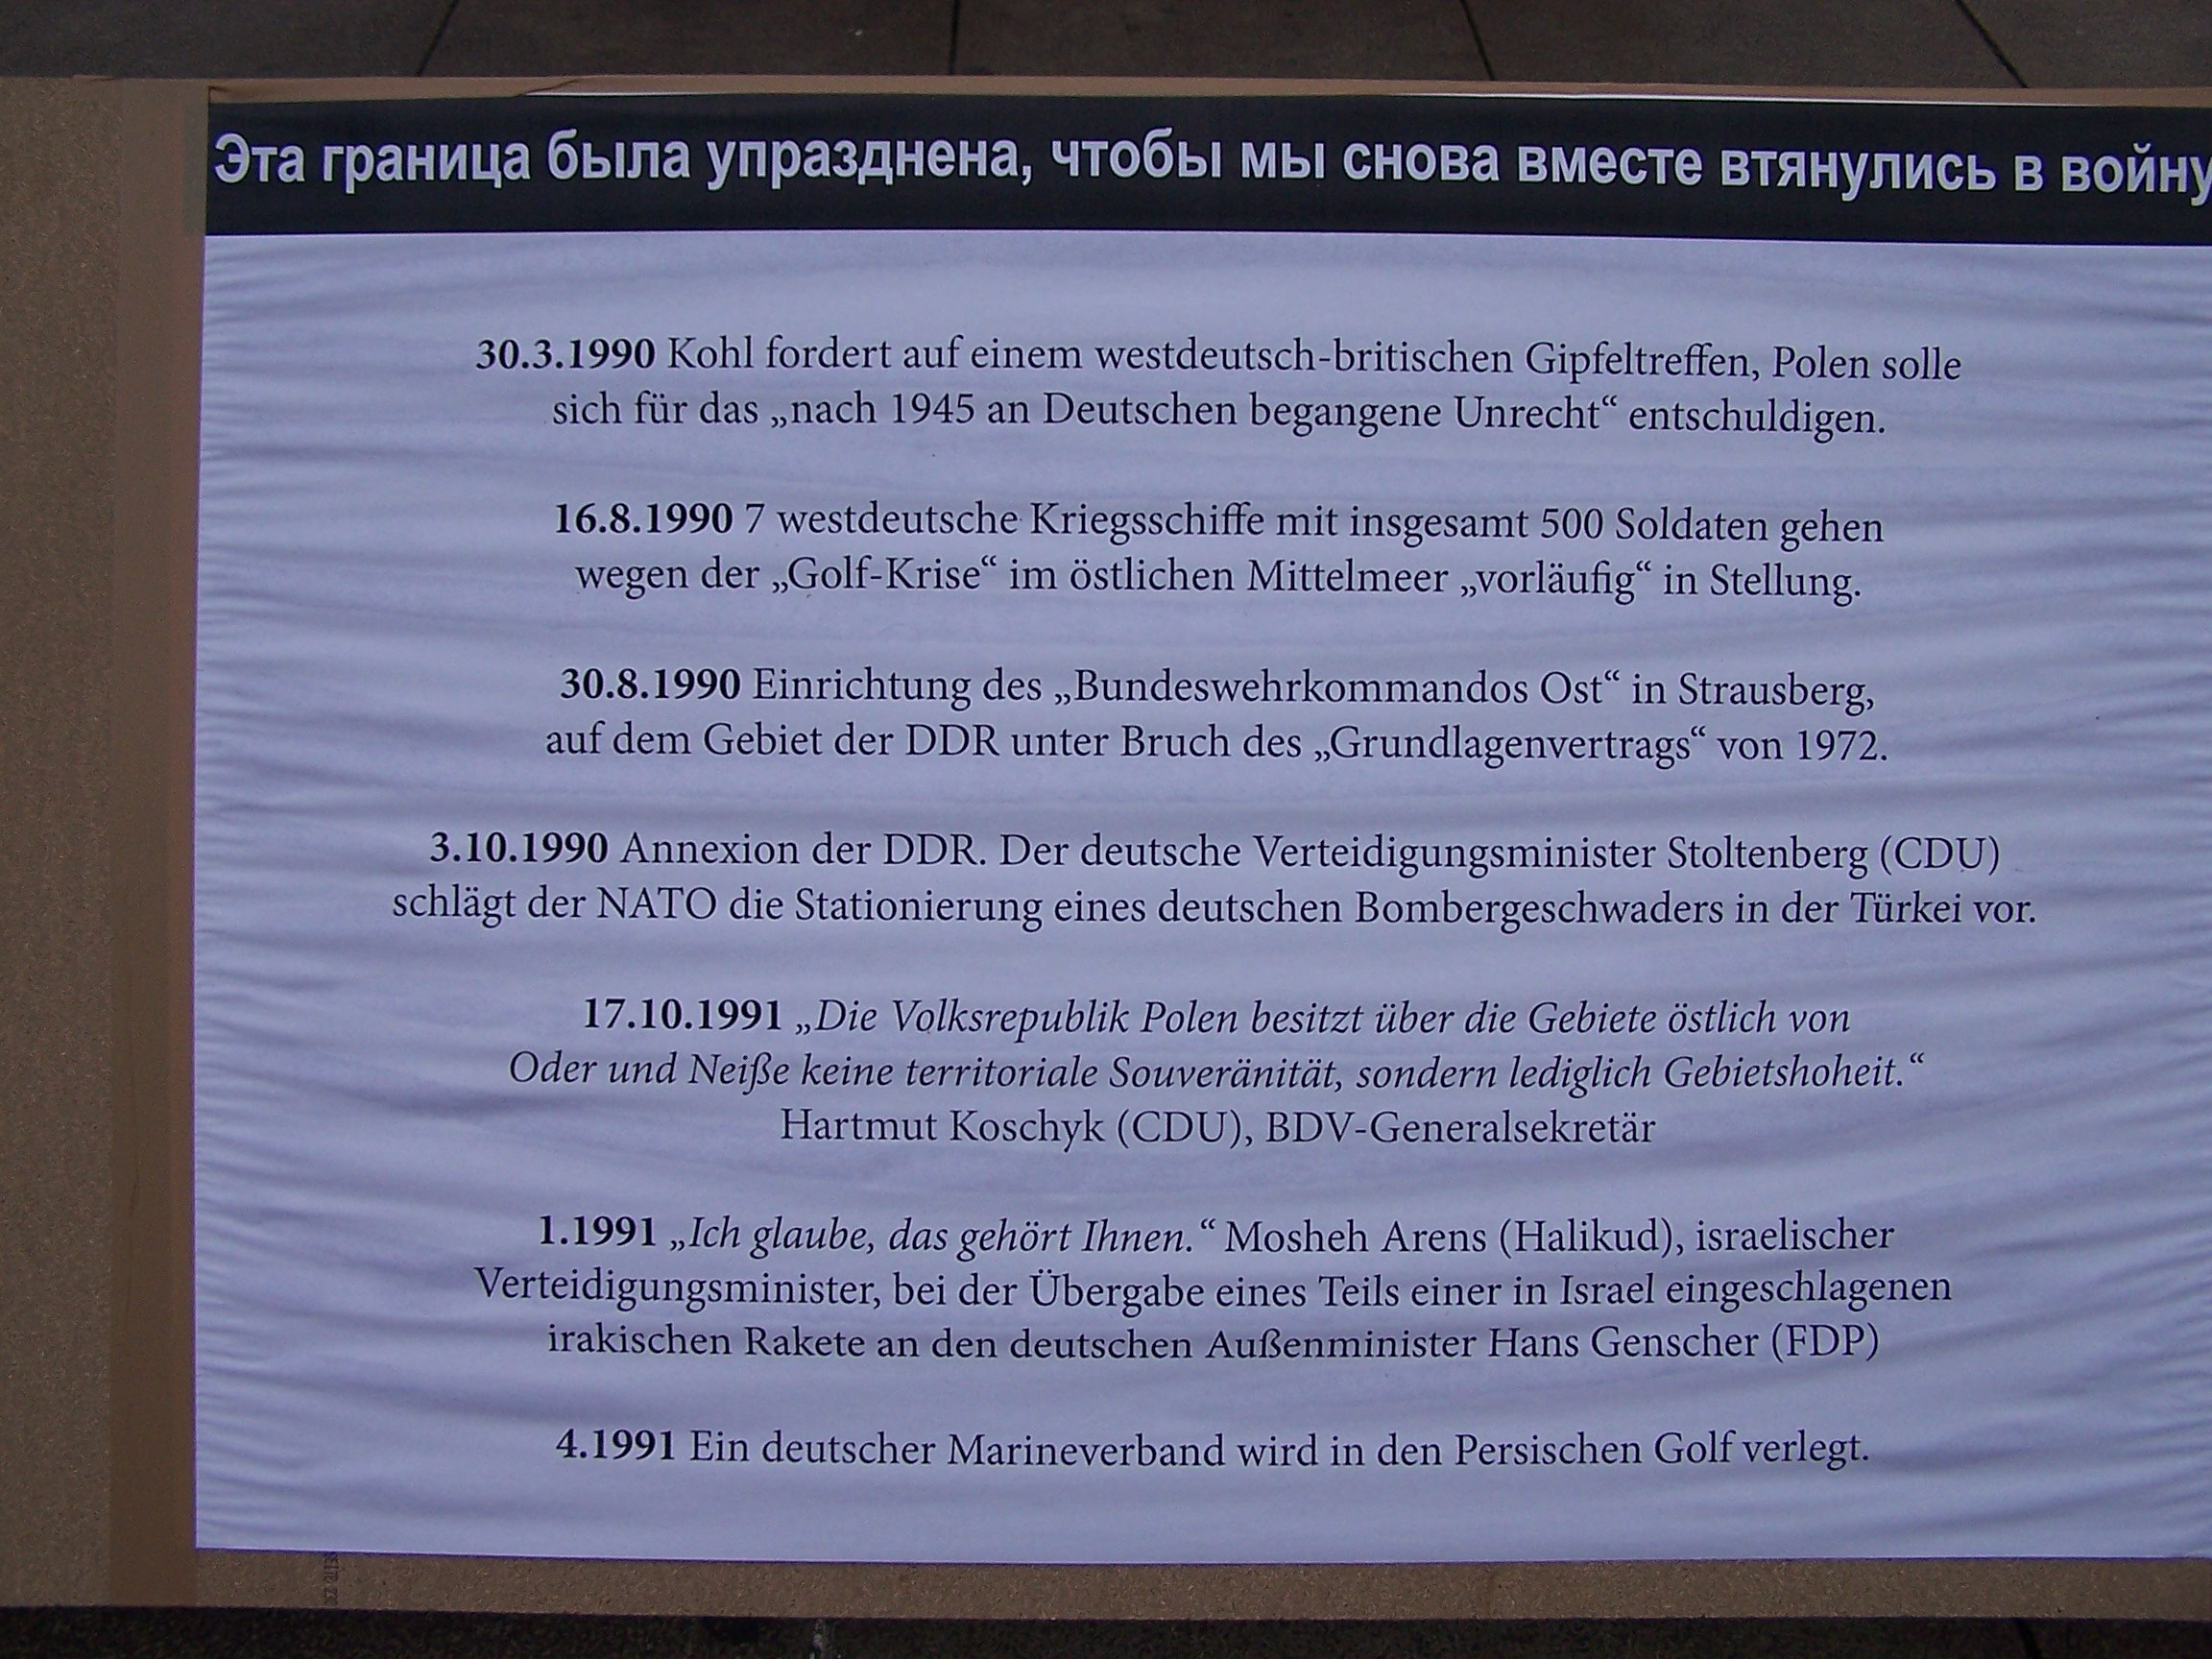 Эта граница была упразднена, чтобы мы снова вместе втянулись в войну
30.3.1990 Kohl fordert auf einem westdeutsch-britischen Gipfeltreffen, Polen solle
sich für das „nach 1945 an Deutschen begangene Unrecht“ entschuldigen.
16.8.1990 7 westdeutsche Kriegsschiffe mit insgesamt 500 Soldaten gehen
wegen der „Golf-Krise“ im östlichen Mittelmeer „vorläufig“ in Stellung.
30.8.1990 Einrichtung des „Bundeswehrkommandos Ost“ in Strausberg,
auf dem Gebiet der DDR unter Bruch des „Grundlagenvertrags“ von 1972.
3.10.1990 Annexion der DDR. Der deutsche Verteidigungsminister Stoltenberg (CDU)
schlägt der NATO die Stationierung eines deutschen Bombergeschwaders in der Türkei vor.
17.10.1991 „Die Volksrepublik Polen besitzt über die Gebiete östlich von
Oder und Neiße keine territoriale Souveränität, sondern lediglich Gebietshoheit.“
Hartmut Koschyk (CDU), BDV-Generalsekretär
1.1991 „Ich glaube, das gehört Ihnen.“ Mosheh Arens (Halikud), israelischer
Verteidigungsminister, bei der Übergabe eines Teils einer in Israel eingeschlagenen
irakischen Rakete an den deutschen Außenminister Hans Genscher (FDP)
4.1991 Ein deutscher Marineverband wird in den Persischen Golf verlegt.